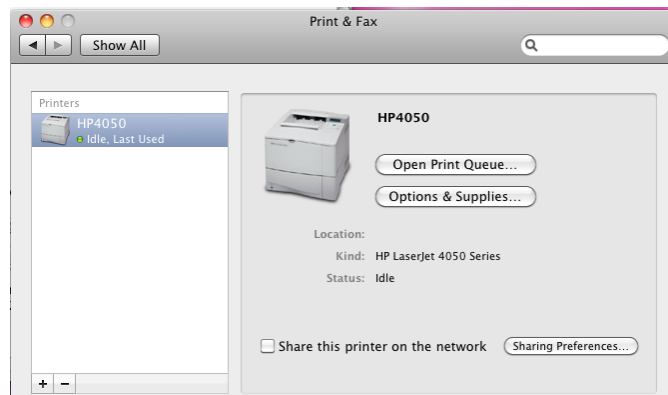 Print & Fax
Show All
Printers
HP4050
Idle, Last Used
HP4050
Open Print Queue...
Options & Supplies...
Location:
Kind: HP LaserJet 4050 Series
Status: Idle
Share this printer on the network
Sharing Preferences...
+ −